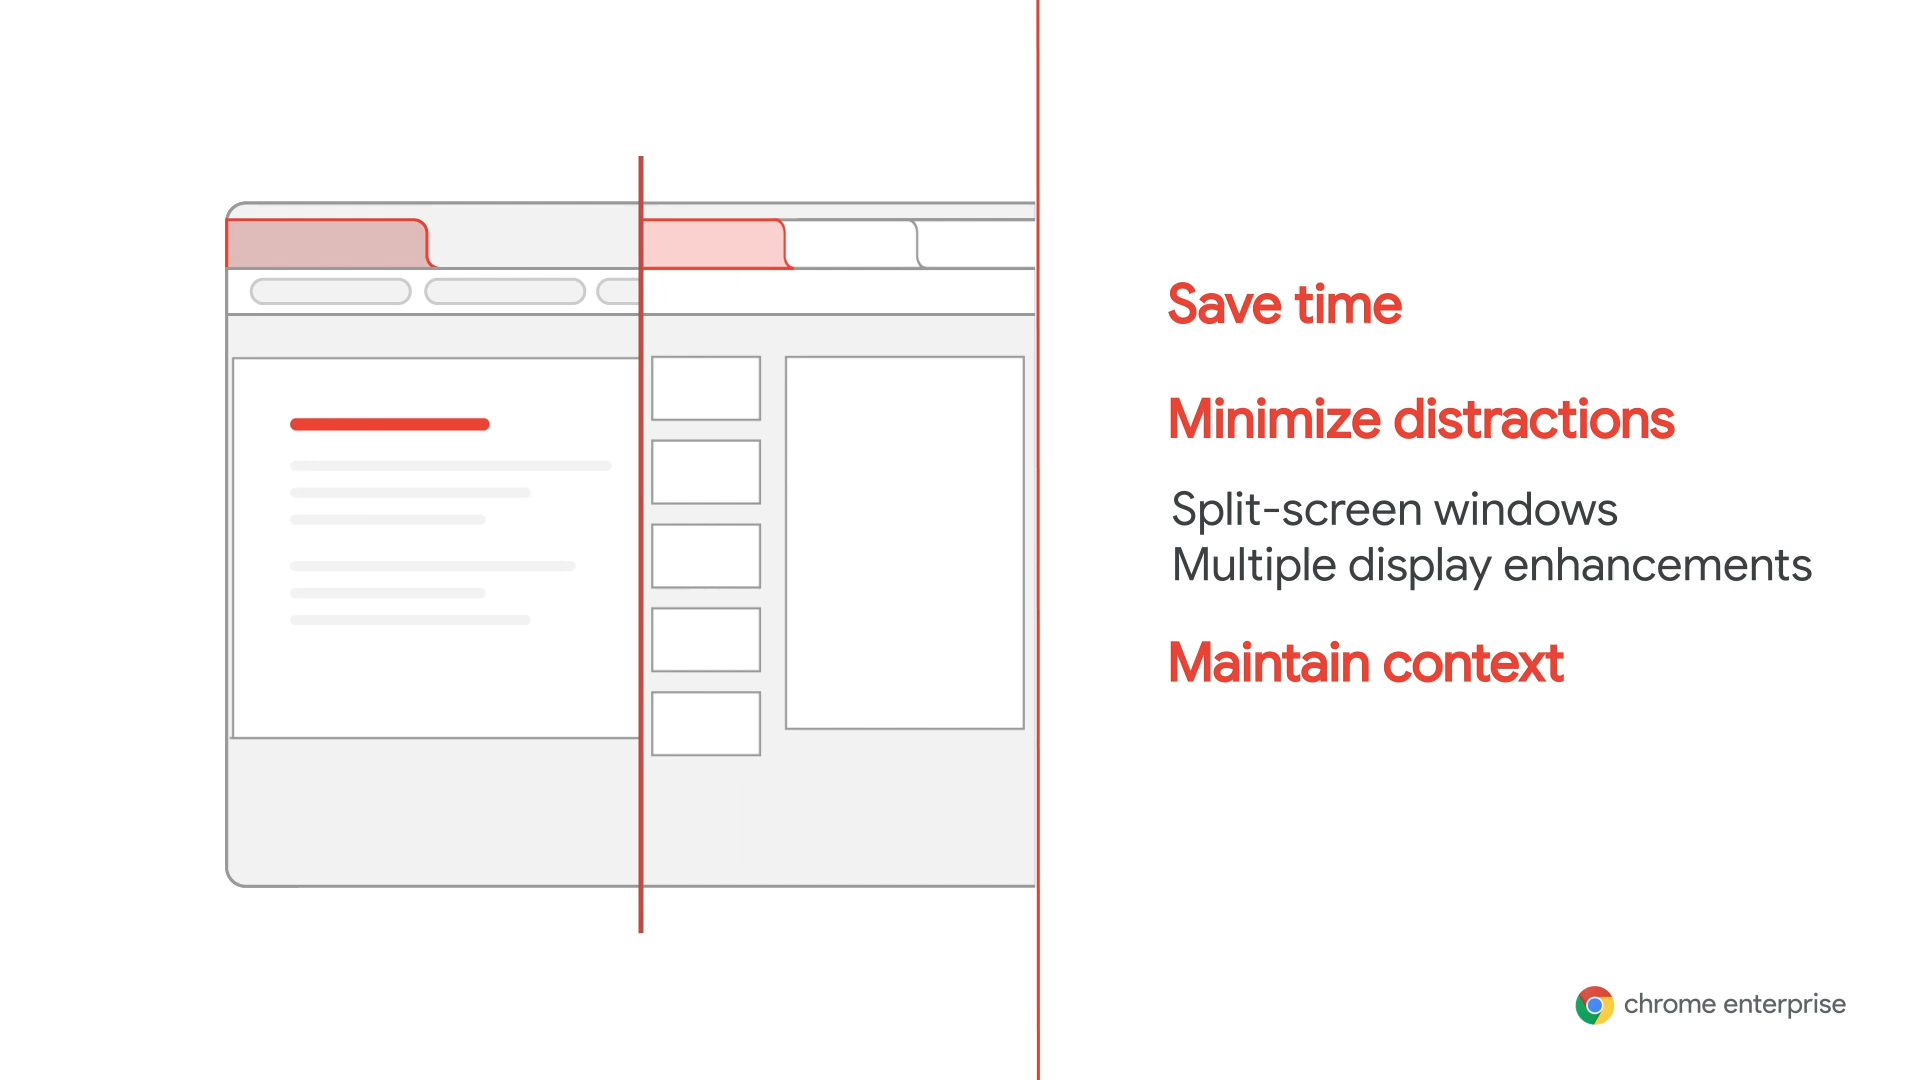 Save time
Minimize distractions
Split-screen windows
Multiple display enhancements
Maintain context
chrome enterprise